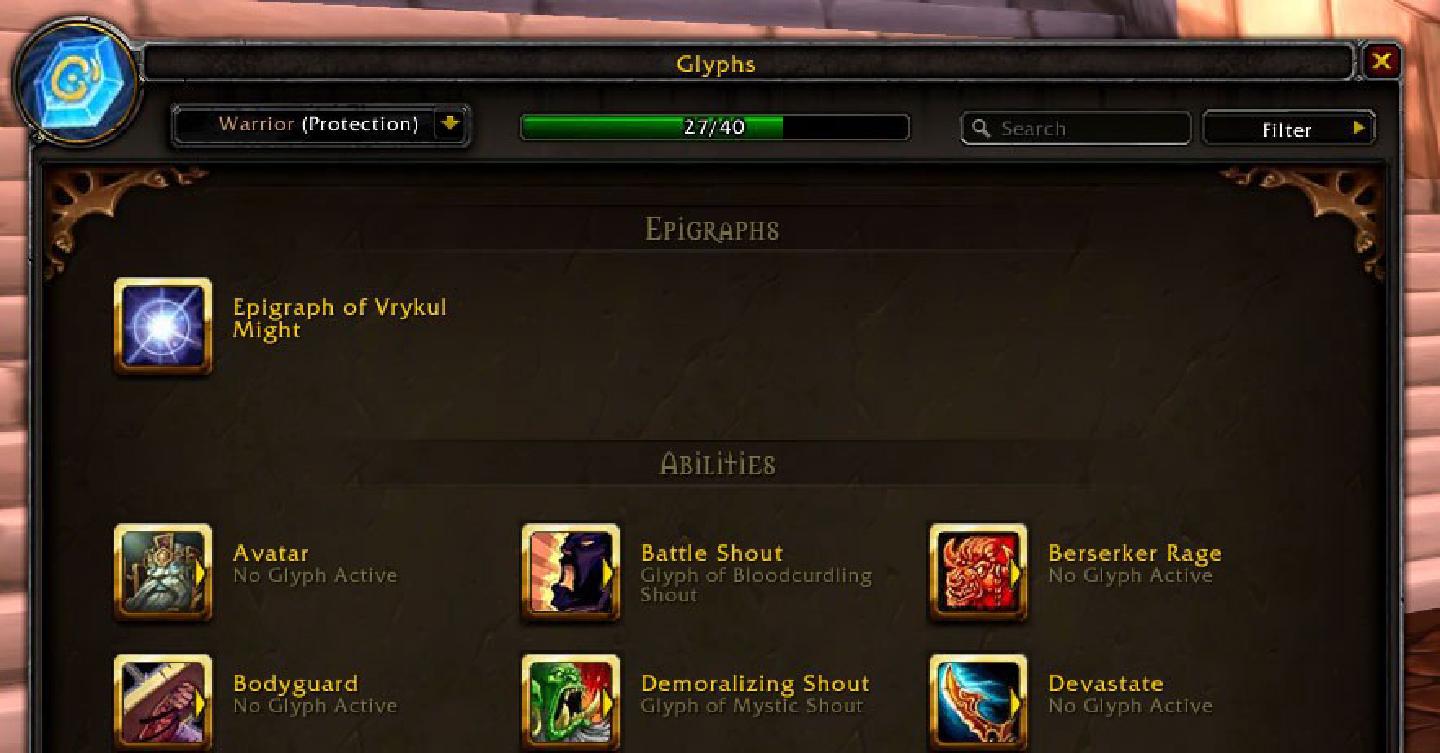 Glyphs
Warrior (Protection)
27/40
Search
Filter
Epigraphs
Epigraph of Vrykul
Might
Abilities
Avatar
No Glyph Active
Battle Shout
Glyph of Bloodcurdling
Shout
Berserker Rage
No Glyph Active
Bodyguard
No Glyph Active
Demoralizing Shout
Glyph of Mystic Shout
Devastate
No Glyph Active